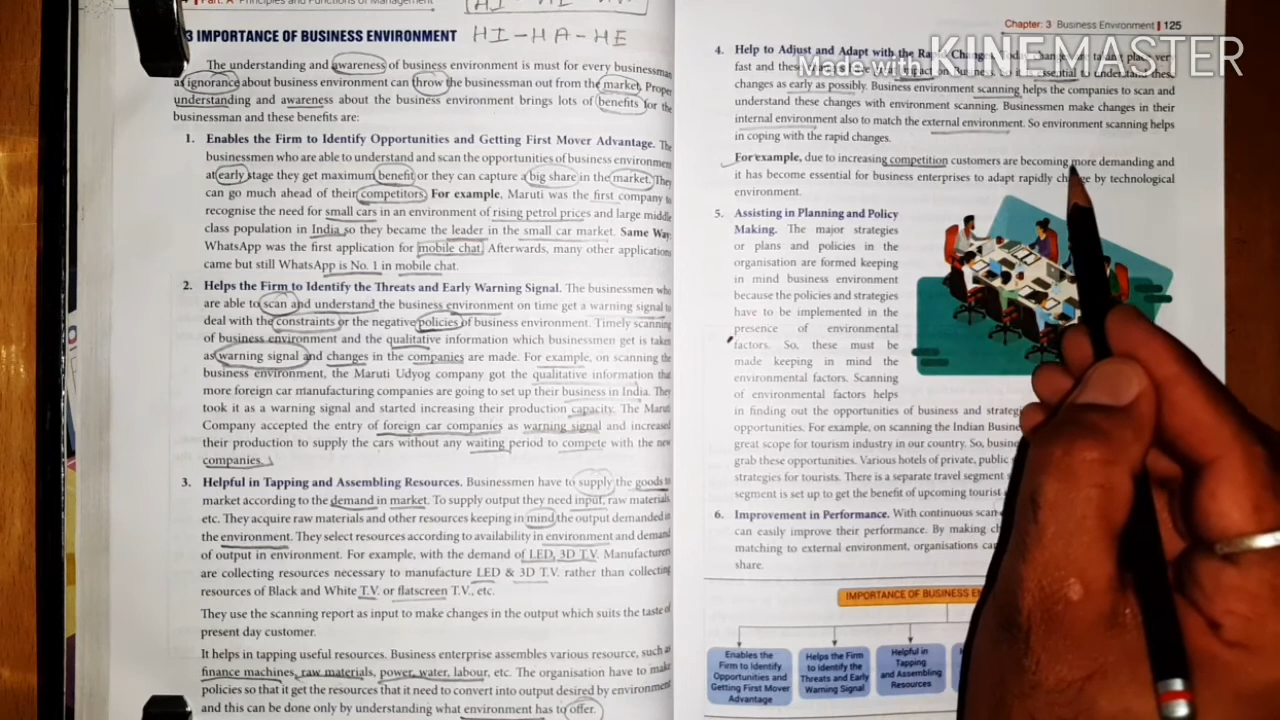 Part: A Principles and Functions of Management
HI
3 IMPORTANCE OF BUSINESS ENVIRONMENT HI-HA-HE
The understanding and awareness of business environment is must for every businessman
as ignorance about business environment can throw the businessman out from the market. Proper
understanding and awareness about the business environment brings lots of benefits for the
businessman and these benefits are:
1. Enables the Firm to Identify Opportunities and Getting First Mover Advantage. The
businessmen who are able to understand and scan the opportunities of business environment
at early stage they get maximum benefit or they can capture a big share in the market. They
can go much ahead of their competitors. For example, Maruti was the first company to
recognise the need for small cars in an environment of rising petrol prices and large middle
class population in India so they became the leader in the small car market. Same Way
WhatsApp was the first application for mobile chat. Afterwards, many other applications
came but still WhatsApp is No. 1 in mobile chat.
2. Helps the Firm to Identify the Threats and Early Warning Signal. The businessmen who
are able to scan and understand the business environment on time get a warning signal to
deal with the constraints or the negative policies of business environment. Timely scanning
of business environment and the qualitative information which businessmen get is taken
as warning signal and changes in the companies are made. For example, on scanning the
business environment, the Maruti Udyog company got the qualitative information that
more foreign car manufacturing companies are going to set up their business in India. They
took it as a warning signal and started increasing their production capacity. The Maruti
Company accepted the entry of foreign car companies as warning signal and increased
their production to supply the cars without any waiting period to compete with the new
companies.
3. Helpful in Tapping and Assembling Resources. Businessmen have to supply the goods to
market according to the demand in market. To supply output they need input, raw materials
etc. They acquire raw materials and other resources keeping in mind the output demanded in
the environment. They select resources according to availability in environment and demand
of output in environment. For example, with the demand of LED, 3D T.V. Manufacturers
are collecting resources necessary to manufacture LED & 3D T.V. rather than collecting
resources of Black and White T.V. or flatscreen T.V., etc.
They use the scanning report as input to make changes in the output which suits the taste of
present day customer.
It helps in tapping useful resources. Business enterprise assembles various resource, such as
finance machines, raw materials, power, water, labour, etc. The organisation have to make
policies so that it get the resources that it need to convert into output desired by environment
and this can be done only by understanding what environment has to offer.
Chapter: 3 Business Environment | 125
Made with KINEMASTER
4. Help to Adjust and Adapt with the Rapid Changes.
fast and these impact on business essential to understand these
changes as early as possibly. Business environment scanning helps the companies to scan and
understand these changes with environment scanning. Businessmen make changes in their
internal environment also to match the external environment. So environment scanning helps
in coping with the rapid changes.
For example, due to increasing competition customers are becoming more demanding and
it has become essential for business enterprises to adapt rapidly change by technological
environment.
5. Assisting in Planning and Policy
Making. The major strategies
or plans and policies in the
organisation are formed keeping
in mind business environment
because the policies and strategies
have to be implemented in the
presence of environmental
factors. So, these must be
made keeping in mind the
environmental factors. Scanning
of environmental factors helps
in finding out the opportunities of business and
opportunities. For example, on scanning the Indian
great scope for tourism industry in our country. So,
grab these opportunities. Various hotels of private, public
strategies for tourists. There is a separate travel segment
segment is set up to get the benefit of upcoming tourist
6. Improvement in Performance. With continuous
can easily improve their performance. By making
matching to external environment, organisations
share.
IMPORTANCE OF BUSINESS
Enables the
Firm to Identify
Opportunities and
Getting First Mover
Advantage
Helps the Firm
to Identify the
Threats and Early
Warning Signal
Helpful in
Tapping
and Assembling
Resources